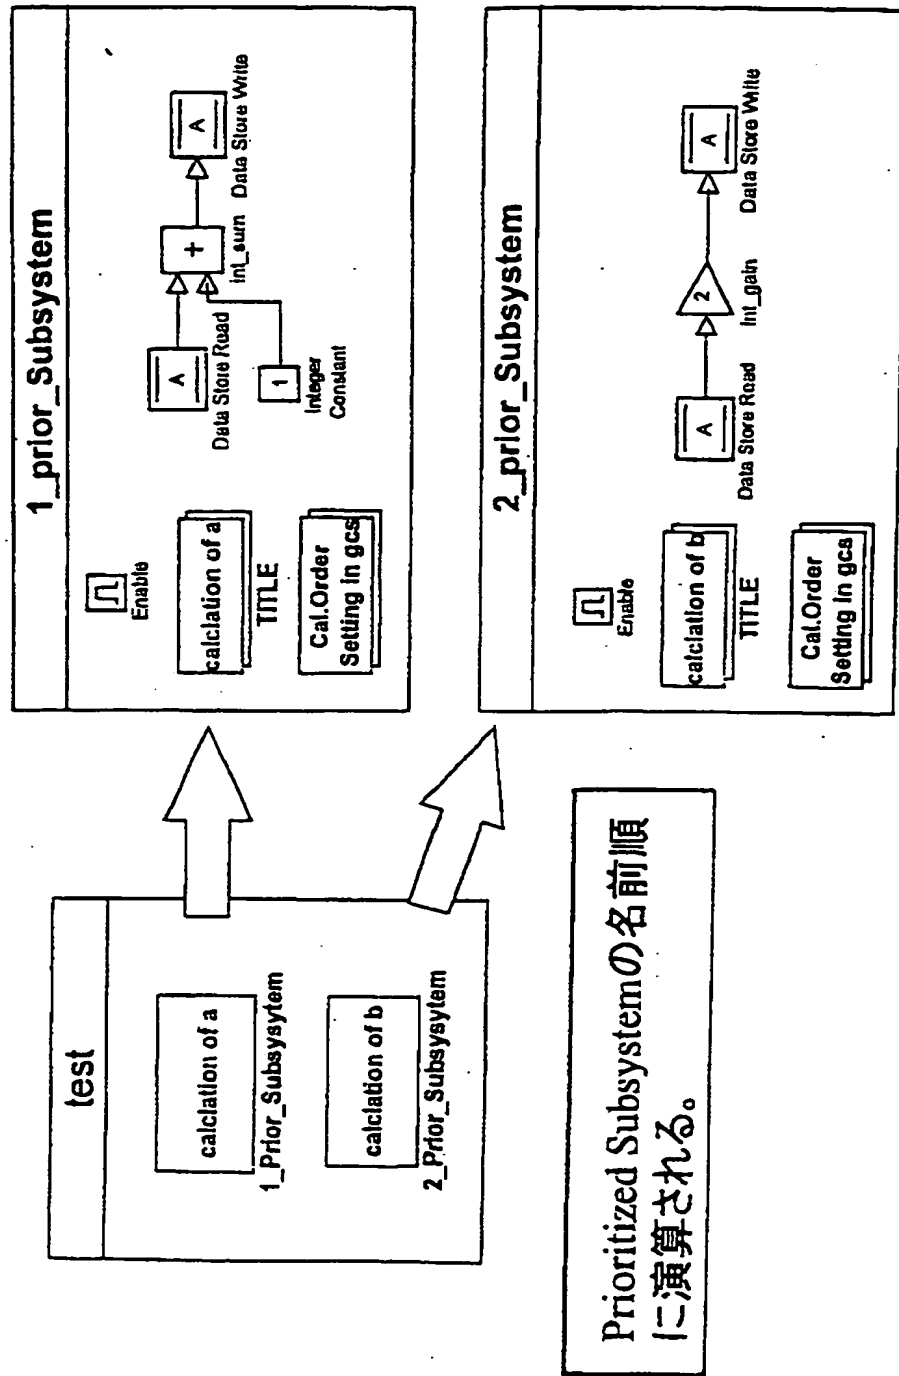 test
calclation of a
1_Prior_Subsysytem
calclation of b
2_Prior_Subsysytem
1_prior_Subsystem
Enable
calclation of a
TITLE
Cal.Order
Setting in gcs
A
Data Store Road
1
Integer
Constant
+
Int_sum
A
Data Store Write
2_prior_Subsystem
Enable
calclation of b
TITLE
Cal.Order
Setting in gcs
A
Data Store Road
2
Int_gain
A
Data Store Write
Prioritized Subsystemの名前順
に演算される。